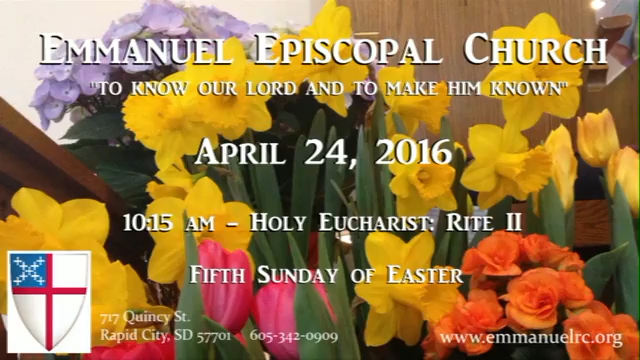 Emmanuel Episcopal Church
"to know our Lord and to make Him known"
April 24, 2016
10:15 am - Holy Eucharist: Rite II
Fifth Sunday of Easter
717 Quincy St.
Rapid City, SD 57701 605-342-0909
www.emmanuelrc.org